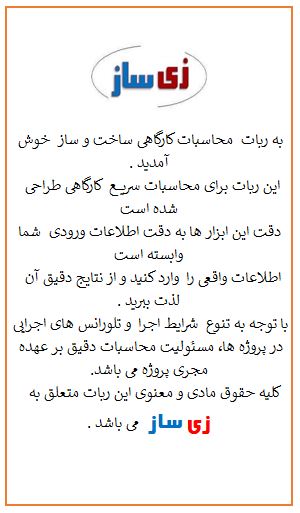 زی ساز
به ربات محاسبات کارگاهی ساخت و ساز خوش
آمدید .
این ربات برای محاسبات سریع کارگاهی طراحی
شده است
دقت این ابزار ها به دقت اطلاعات ورودی شما
وابسته است
اطلاعات واقعی را وارد کنید و از نتایج دقیق آن
لذت ببرید .
با توجه به تنوع شرایط اجرا و تلورانس های اجرایی
در پروژه ها، مسئولیت محاسبات دقیق بر عهده
مجری پروژه می باشد.
کلیه حقوق مادی و معنوی این ربات متعلق به
زی ساز می باشد .